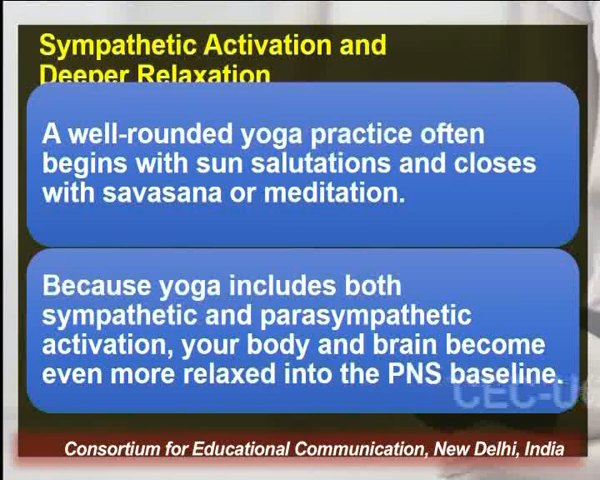 Sympathetic Activation and
Deeper Relaxation
A well-rounded yoga practice often
begins with sun salutations and closes
with savasana or meditation.
Because yoga includes both
sympathetic and parasympathetic
activation, your body and brain become
even more relaxed into the PNS baseline.
CEC-U
Consortium for Educational Communication, New Delhi, India